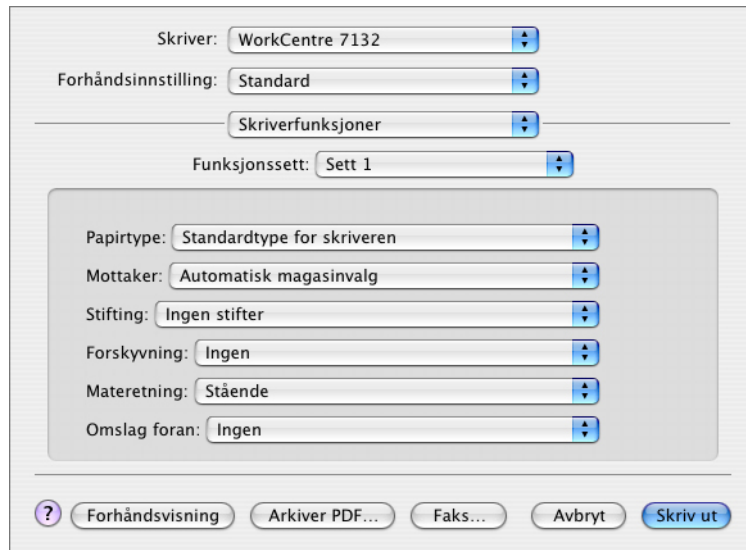 Skriver: WorkCentre 7132
Forhåndsinnstilling: Standard
Skriverfunksjoner
Funksjonssett: Sett 1
Papirtype: Standardtype for skriveren
Mottaker: Automatisk magasinvalg
Stifting: Ingen stifter
Forskyvning: Ingen
Materetning: Stående
Omslag foran: Ingen
? Forhåndsvisning Arkiver PDF... Faks... Avbryt Skriv ut